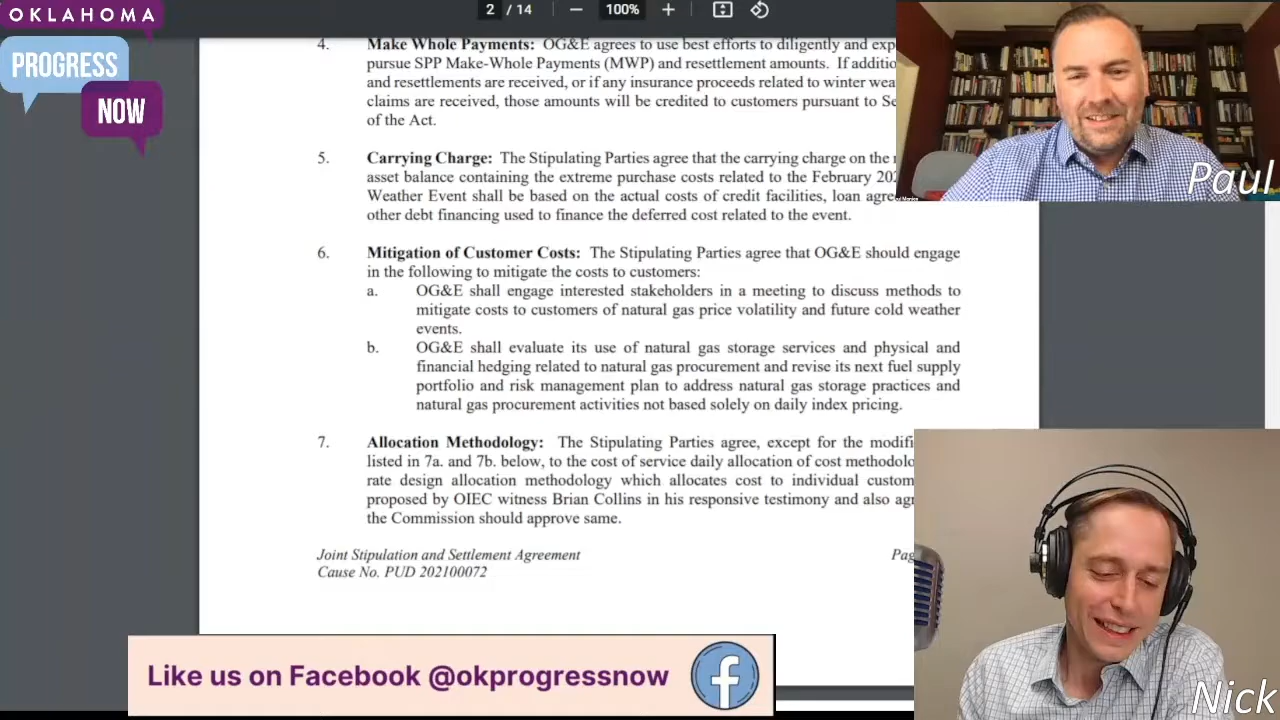 OKLAHOMA
PROGRESS
NOW
2 / 14
100%
4. Make Whole Payments: OG&E agrees to use best efforts to diligently and
pursue SPP Make-Whole Payments (MWP) and resettlement amounts. If
and resettlements are received, or if any insurance proceeds related to winter
claims are received, those amounts will be credited to customers pursuant to
of the Act.
5. Carrying Charge: The Stipulating Parties agree that the carrying charge on the
asset balance containing the extreme purchase costs related to the February
Weather Event shall be based on the actual costs of credit facilities, loan
other debt financing used to finance the deferred cost related to the event.
6. Mitigation of Customer Costs: The Stipulating Parties agree that OG&E should engage
in the following to mitigate the costs to customers:
a. OG&E shall engage interested stakeholders in a meeting to discuss methods to
mitigate costs to customers of natural gas price volatility and future cold weather
events.
b. OG&E shall evaluate its use of natural gas storage services and physical and
financial hedging related to natural gas procurement and revise its next fuel supply
portfolio and risk management plan to address natural gas storage practices and
natural gas procurement activities not based solely on daily index pricing.
7. Allocation Methodology: The Stipulating Parties agree, except for the
listed in 7a. and 7b. below, to the cost of service daily allocation of cost
rate design allocation methodology which allocates cost to individual
proposed by OIEC witness Brian Collins in his responsive testimony and also
the Commission should approve same.
Joint Stipulation and Settlement Agreement
Cause No. PUD 202100072
Like us on Facebook @okprogressnow
Paul
Nick